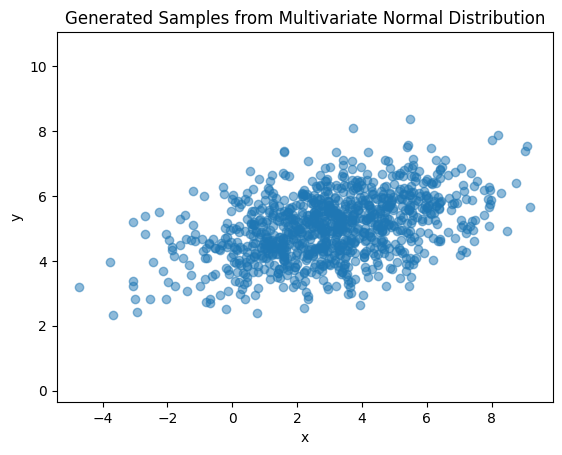 Generated Samples from Multivariate Normal Distribution
10
8
6
4
2
0
y
−4 −2 0 2 4 6 8
x